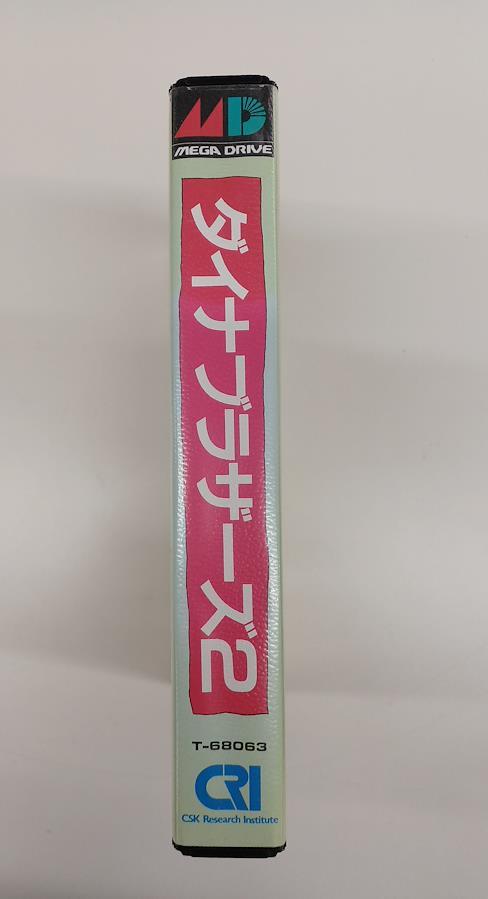 MD
MEGA DRIVE
ダイナブラザーズ2
T-68063
CRI
CSK Research Institute